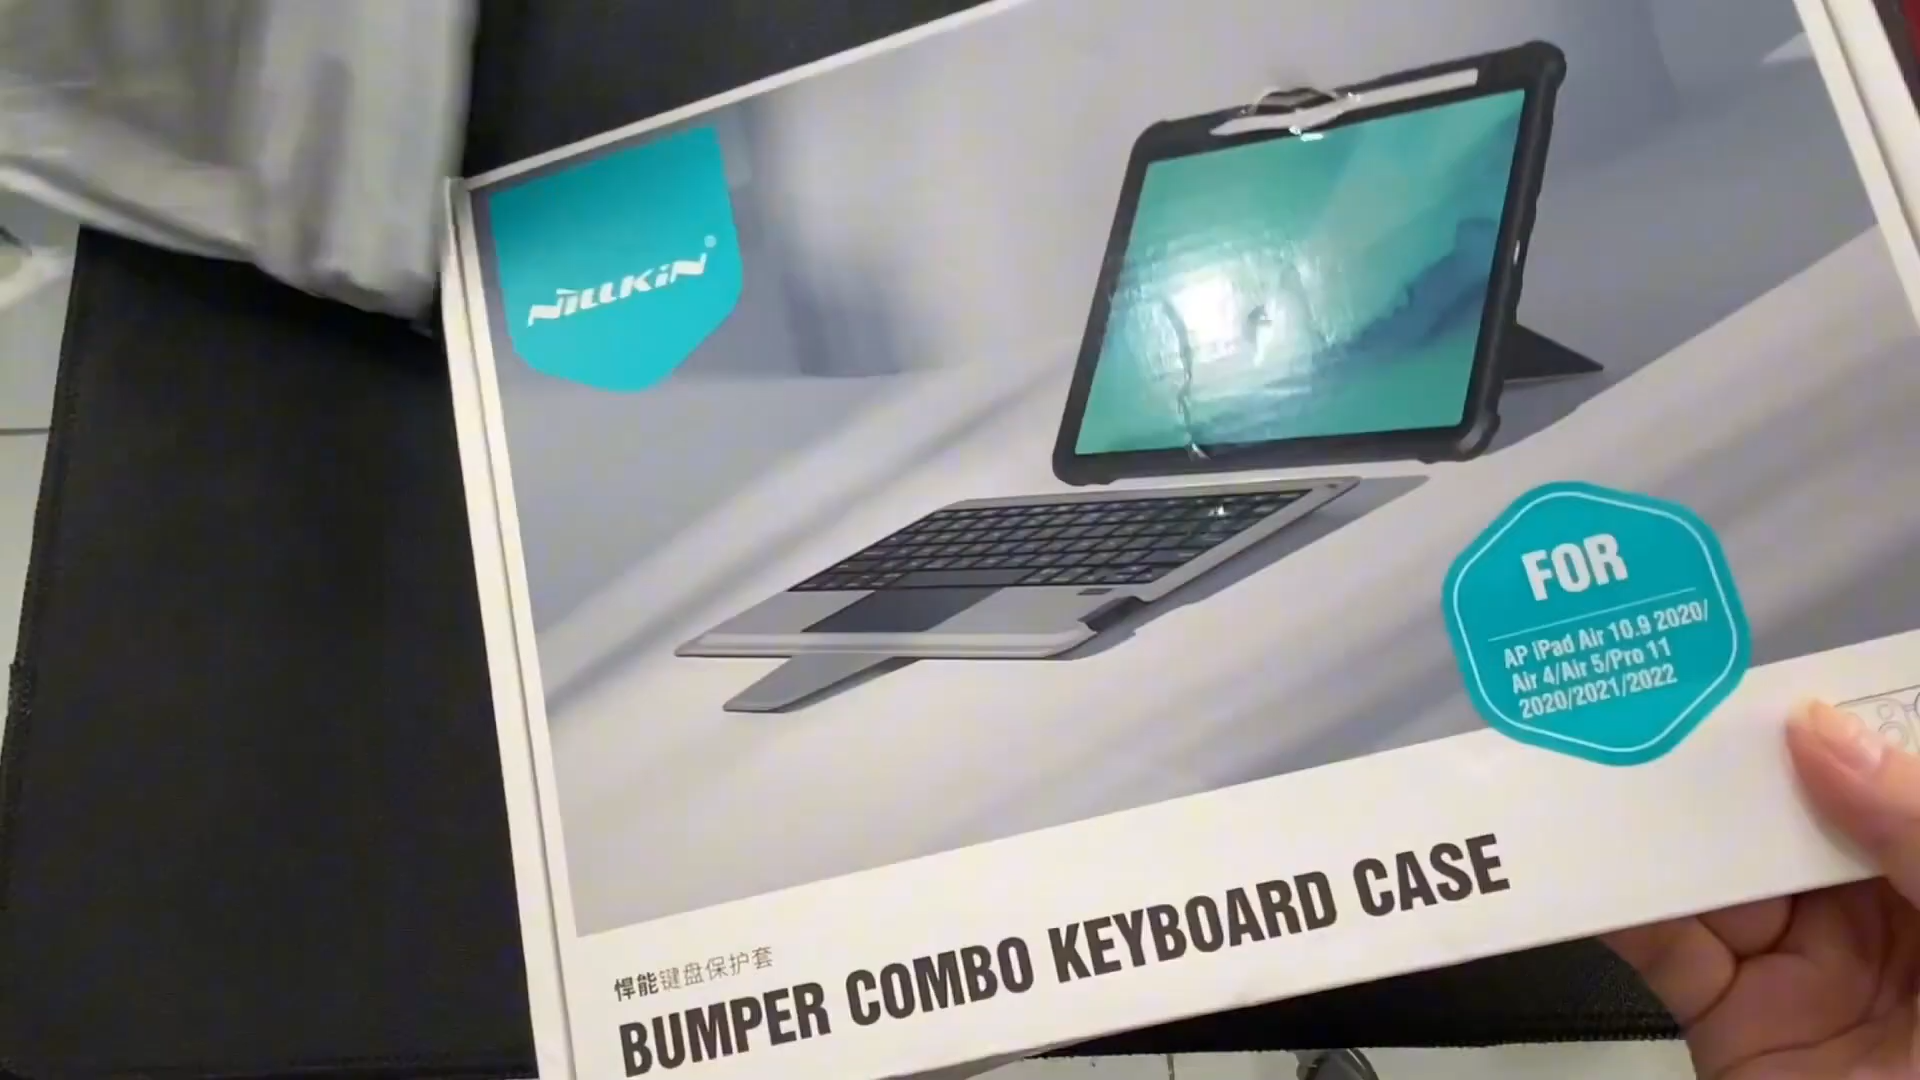 NILLKIN®
FOR
AP iPad Air 10.9 2020/
Air 4/Air 5/Pro 11
2020/2021/2022
悍能键盘保护套
BUMPER COMBO KEYBOARD CASE